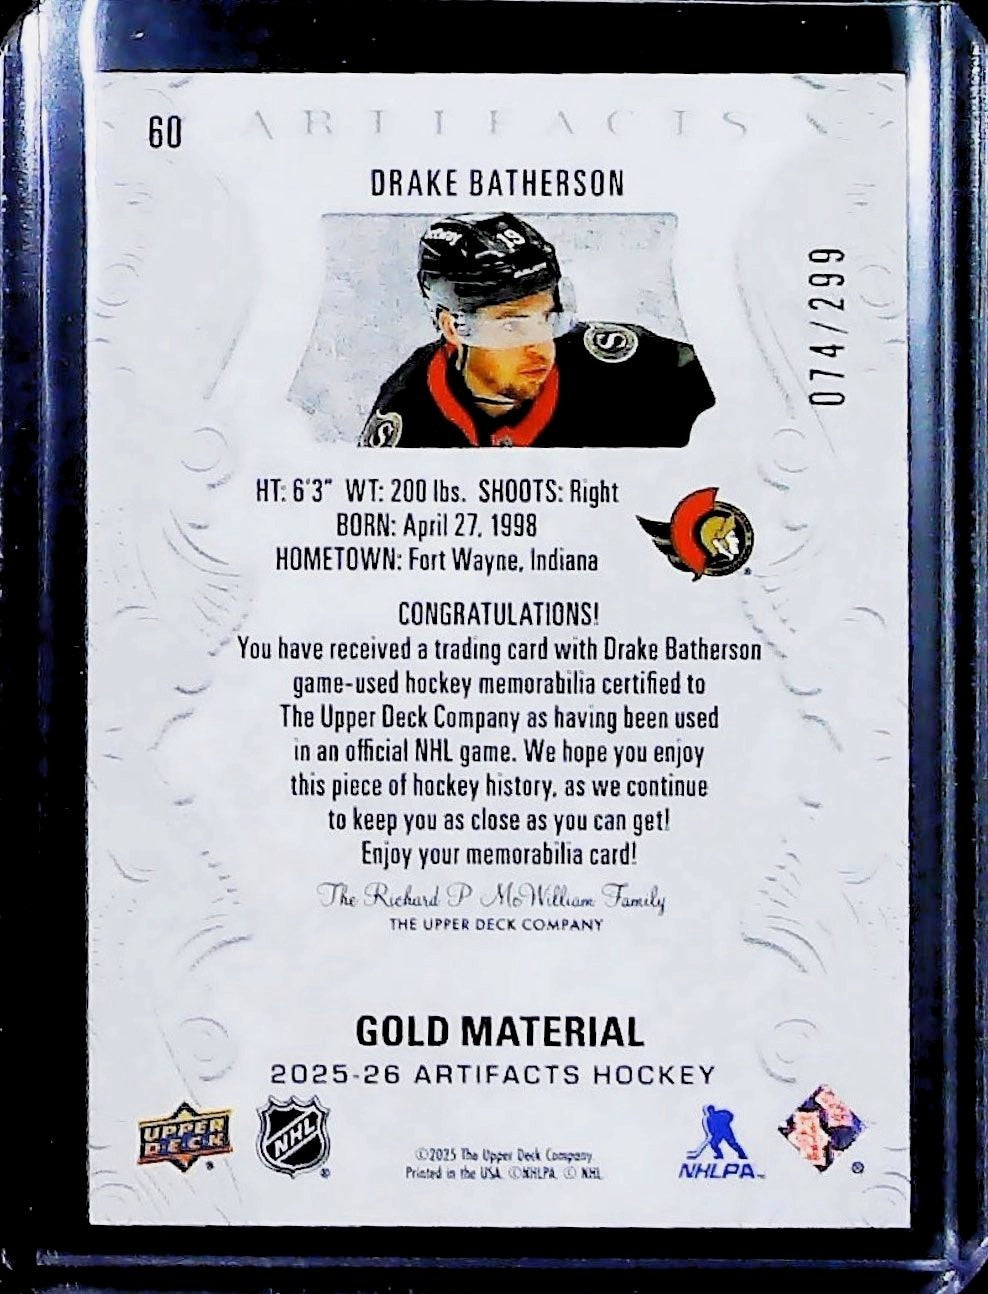 60
ARTIFACTS
DRAKE BATHERSON
19
074/299
HT: 6'3" WT: 200 lbs. SHOOTS: Right
BORN: April 27, 1998
HOMETOWN: Fort Wayne, Indiana
CONGRATULATIONS!
You have received a trading card with Drake Batherson
game-used hockey memorabilia certified to
The Upper Deck Company as having been used
in an official NHL game. We hope you enjoy
this piece of hockey history, as we continue
to keep you as close as you can get!
Enjoy your memorabilia card!
The Richard P McWilliam Family
THE UPPER DECK COMPANY
GOLD MATERIAL
2025-26 ARTIFACTS HOCKEY
UPPER
DECK
NHL
©2025 The Upper Deck Company.
Printed in the USA. ©NHLPA. © NHL
NHLPA